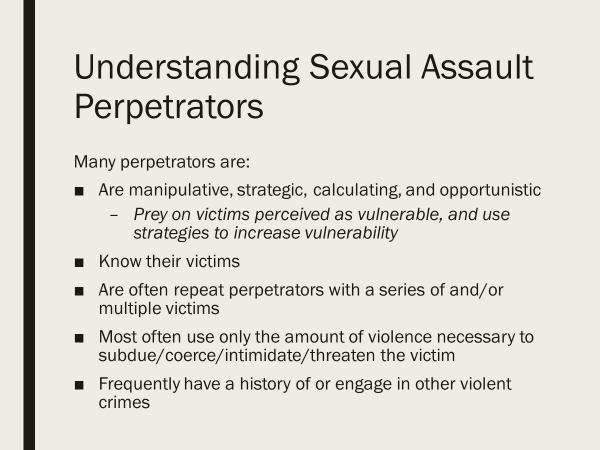 Understanding Sexual Assault
Perpetrators
Many perpetrators are:
■ Are manipulative, strategic, calculating, and opportunistic
– Prey on victims perceived as vulnerable, and use
strategies to increase vulnerability
■ Know their victims
■ Are often repeat perpetrators with a series of and/or
multiple victims
■ Most often use only the amount of violence necessary to
subdue/coerce/intimidate/threaten the victim
■ Frequently have a history of or engage in other violent
crimes